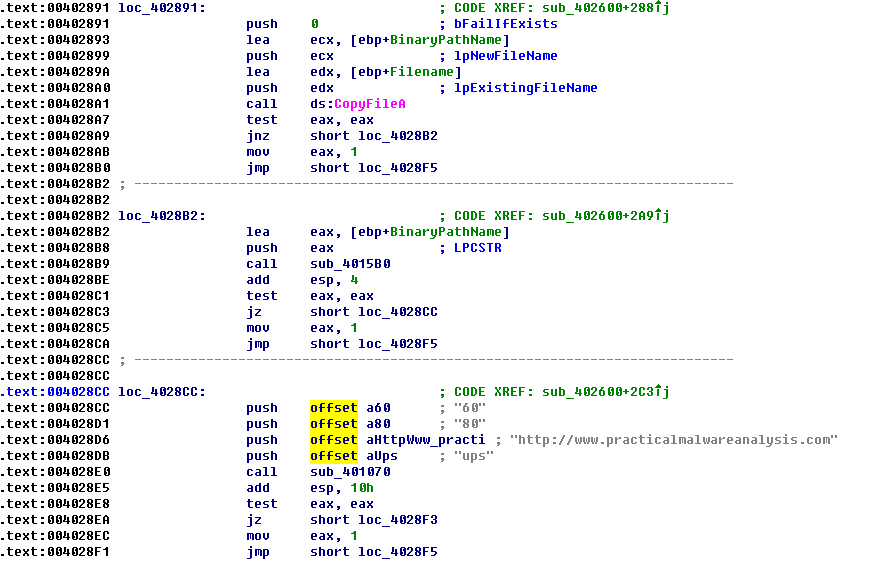 .text:00402891 loc_402891: ; CODE XREF: sub_402600+288↑j
.text:00402891 push 0 ; bFailIfExists
.text:00402893 lea ecx, [ebp+BinaryPathName]
.text:00402899 push ecx ; lpNewFileName
.text:0040289A lea edx, [ebp+Filename]
.text:004028A0 push edx ; lpExistingFileName
.text:004028A1 call ds:CopyFileA
.text:004028A7 test eax, eax
.text:004028A9 jnz short loc_4028B2
.text:004028AB mov eax, 1
.text:004028B0 jmp short loc_4028F5
.text:004028B2 ; ---------------------------------------------------------------------------
.text:004028B2
.text:004028B2 loc_4028B2: ; CODE XREF: sub_402600+2A9↑j
.text:004028B2 lea eax, [ebp+BinaryPathName]
.text:004028B8 push eax ; LPCSTR
.text:004028B9 call sub_4015B0
.text:004028BE add esp, 4
.text:004028C1 test eax, eax
.text:004028C3 jz short loc_4028CC
.text:004028C5 mov eax, 1
.text:004028CA jmp short loc_4028F5
.text:004028CC ; ---------------------------------------------------------------------------
.text:004028CC
.text:004028CC loc_4028CC: ; CODE XREF: sub_402600+2C3↑j
.text:004028CC push offset a60 ; "60"
.text:004028D1 push offset a80 ; "80"
.text:004028D6 push offset aHttpWww_practi ; "http://www.practicalmalwareanalysis.com"
.text:004028DB push offset aUps ; "ups"
.text:004028E0 call sub_401070
.text:004028E5 add esp, 10h
.text:004028E8 test eax, eax
.text:004028EA jz short loc_4028F3
.text:004028EC mov eax, 1
.text:004028F1 jmp short loc_4028F5